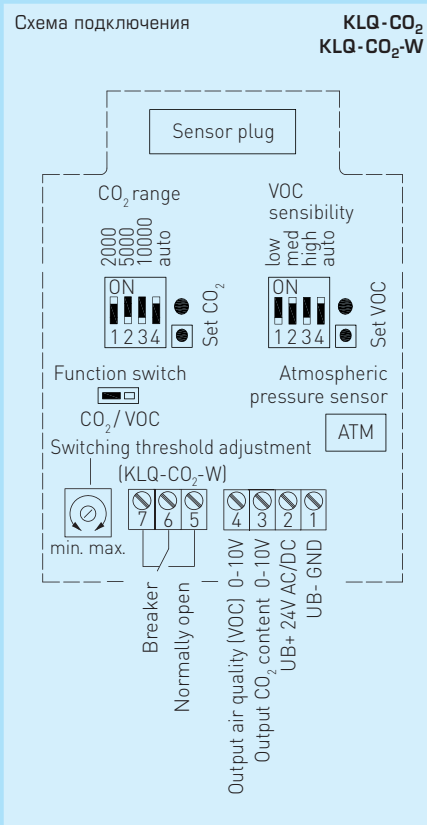 Схема подключения
KLQ-CO₂
KLQ-CO₂-W
Sensor plug
CO₂ range
2000
5000
10000
auto
ON
1 2 3 4
Set CO₂
VOC
sensibility
low
med
high
auto
ON
1 2 3 4
Set VOC
Function switch
CO₂ / VOC
Atmospheric
pressure sensor
ATM
Switching threshold adjustment
(KLQ-CO₂-W)
min. max.
7 6 5 4 3 2 1
Breaker
Normally open
Output air quality (VOC) 0-10V
Output CO₂ content 0-10V
UB+ 24V AC/DC
UB- GND